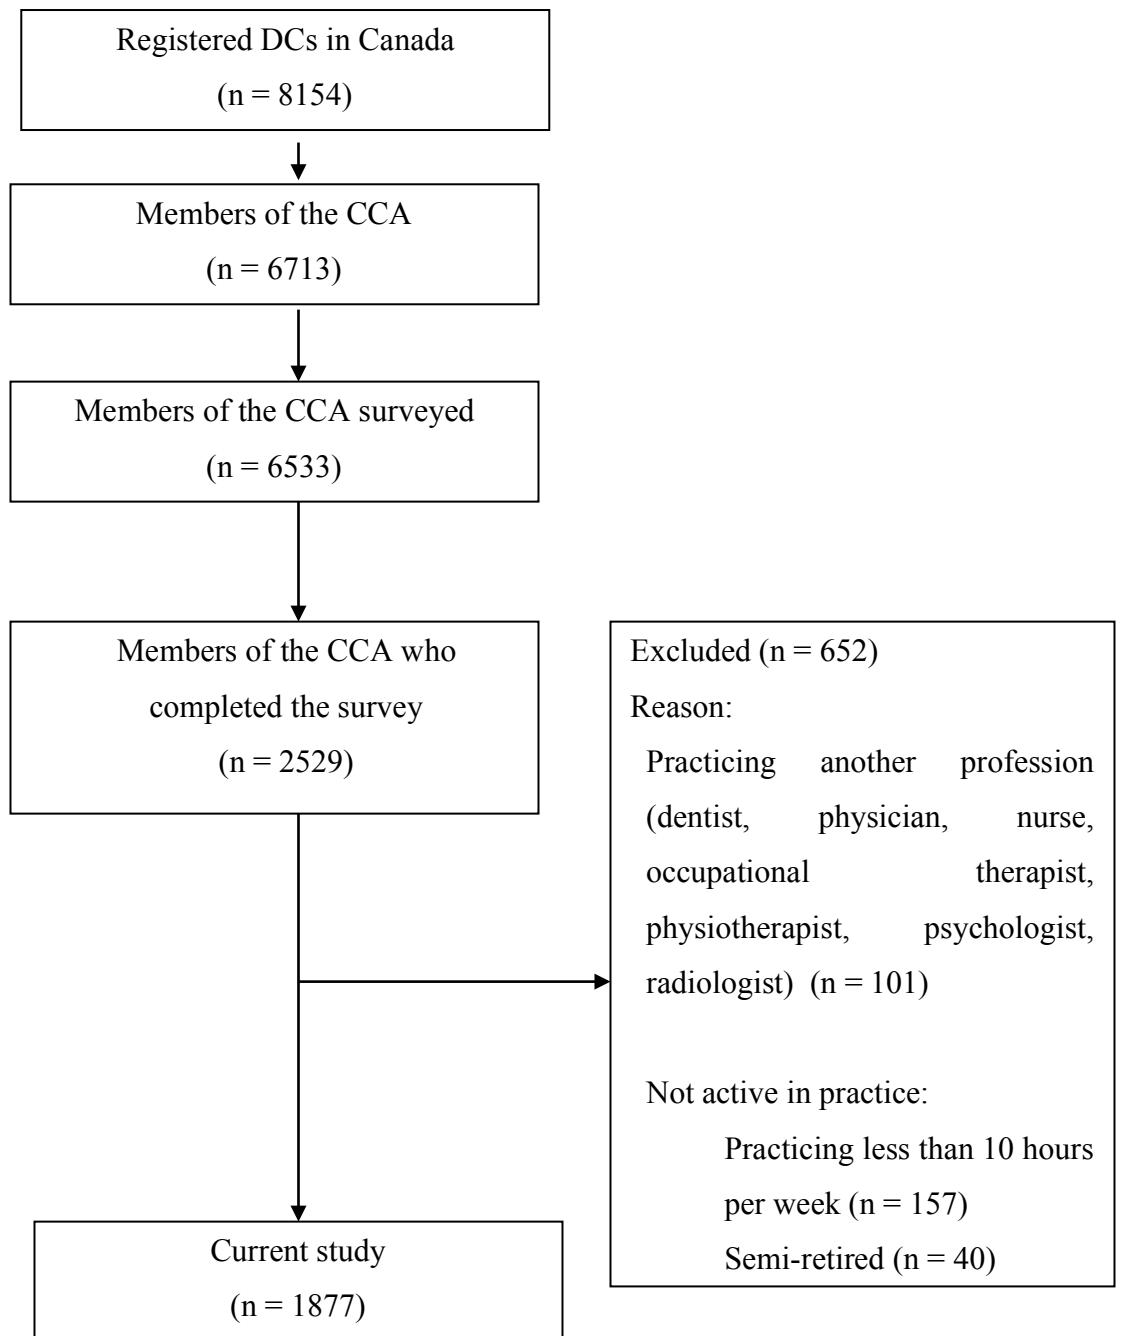 Registered DCs in Canada
(n = 8154)
Members of the CCA
(n = 6713)
Members of the CCA surveyed
(n = 6533)
Members of the CCA who
completed the survey
(n = 2529)
Excluded (n = 652)
Reason:
Practicing another profession
(dentist, physician, nurse,
occupational therapist,
physiotherapist, psychologist,
radiologist) (n = 101)
Not active in practice:
Practicing less than 10 hours
per week (n = 157)
Semi-retired (n = 40)
Current study
(n = 1877)